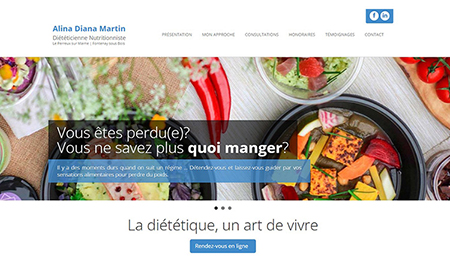 Alina Diana Martin
Diététicienne Nutritionniste
Le Perreux sur Marne | Fontenay sous Bois
PRÉSENTATION MON APPROCHE CONSULTATIONS HONORAIRES TÉMOIGNAGES CONTACT
Vous êtes perdu(e)?
Vous ne savez plus quoi manger?
Il y a des moments durs quand on suit un régime ... Détendez-vous et laissez-vous guider par vos
sensations alimentaires pour perdre du poids.
La diététique, un art de vivre
Rendez-vous en ligne